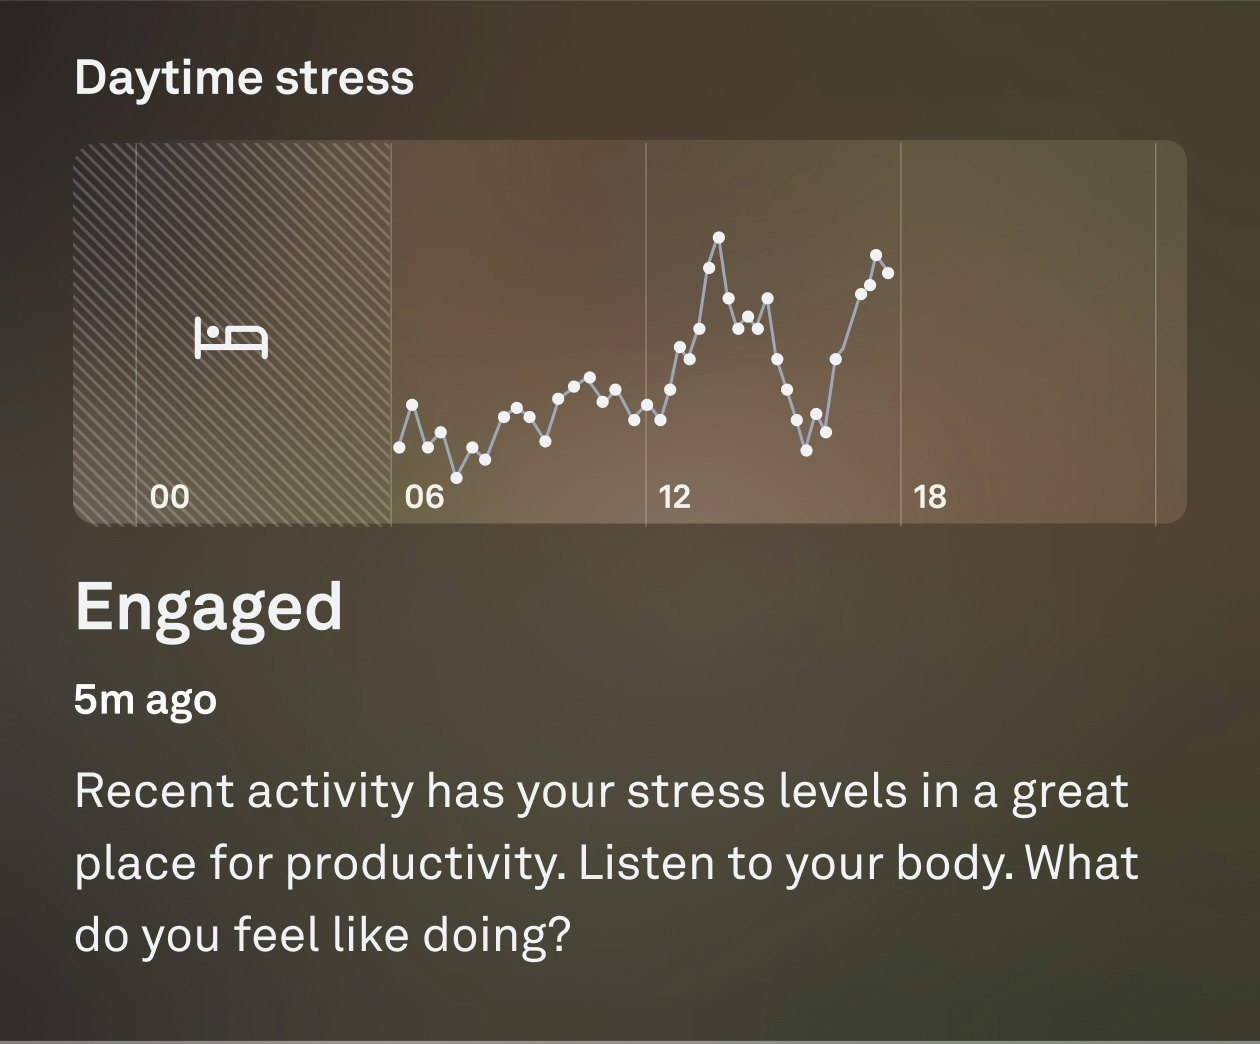 Daytime stress
00 06 12 18
Engaged
5m ago
Recent activity has your stress levels in a great
place for productivity. Listen to your body. What
do you feel like doing?